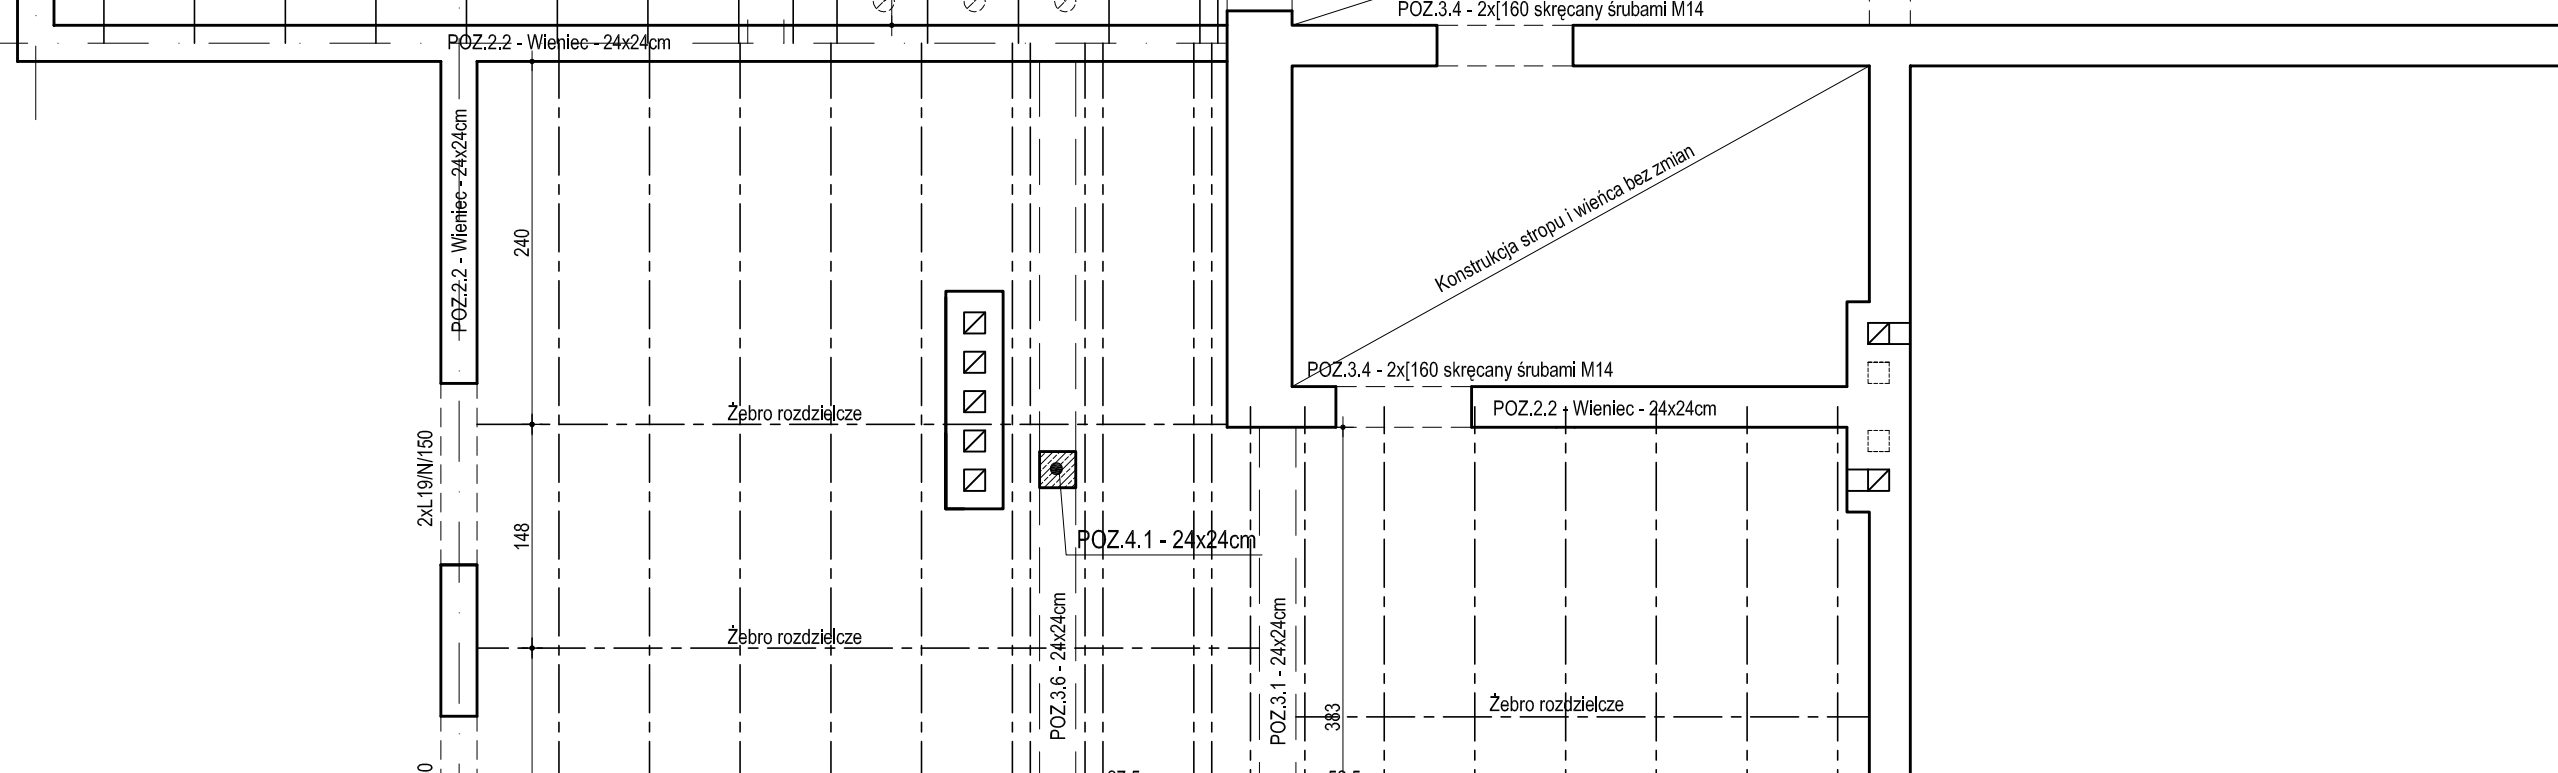 POZ.3.4 - 2x[160 skręcany śrubami M14
POZ.2.2 - Wieniec - 24x24cm
POZ.2.2 - Wieniec - 24x24cm
240
Konstrukcja stropu i wieńca bez zmian
POZ.3.4 - 2x[160 skręcany śrubami M14
Żebro rozdzielcze
POZ.2.2 - Wieniec - 24x24cm
2xL19/N/150
148
POZ.4.1 - 24x24cm
Żebro rozdzielcze
POZ.3.6 - 24x24cm
POZ.3.1 - 24x24cm
383
Żebro rozdzielcze